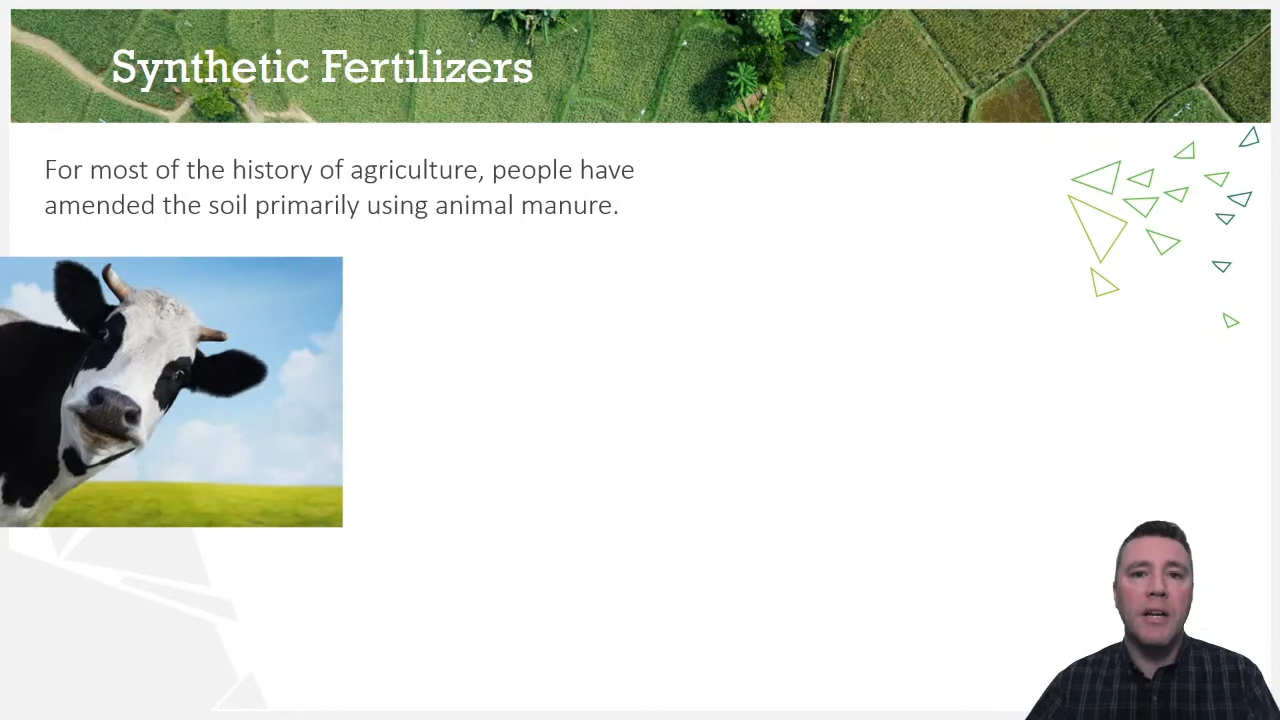 Synthetic Fertilizers
For most of the history of agriculture, people have
amended the soil primarily using animal manure.